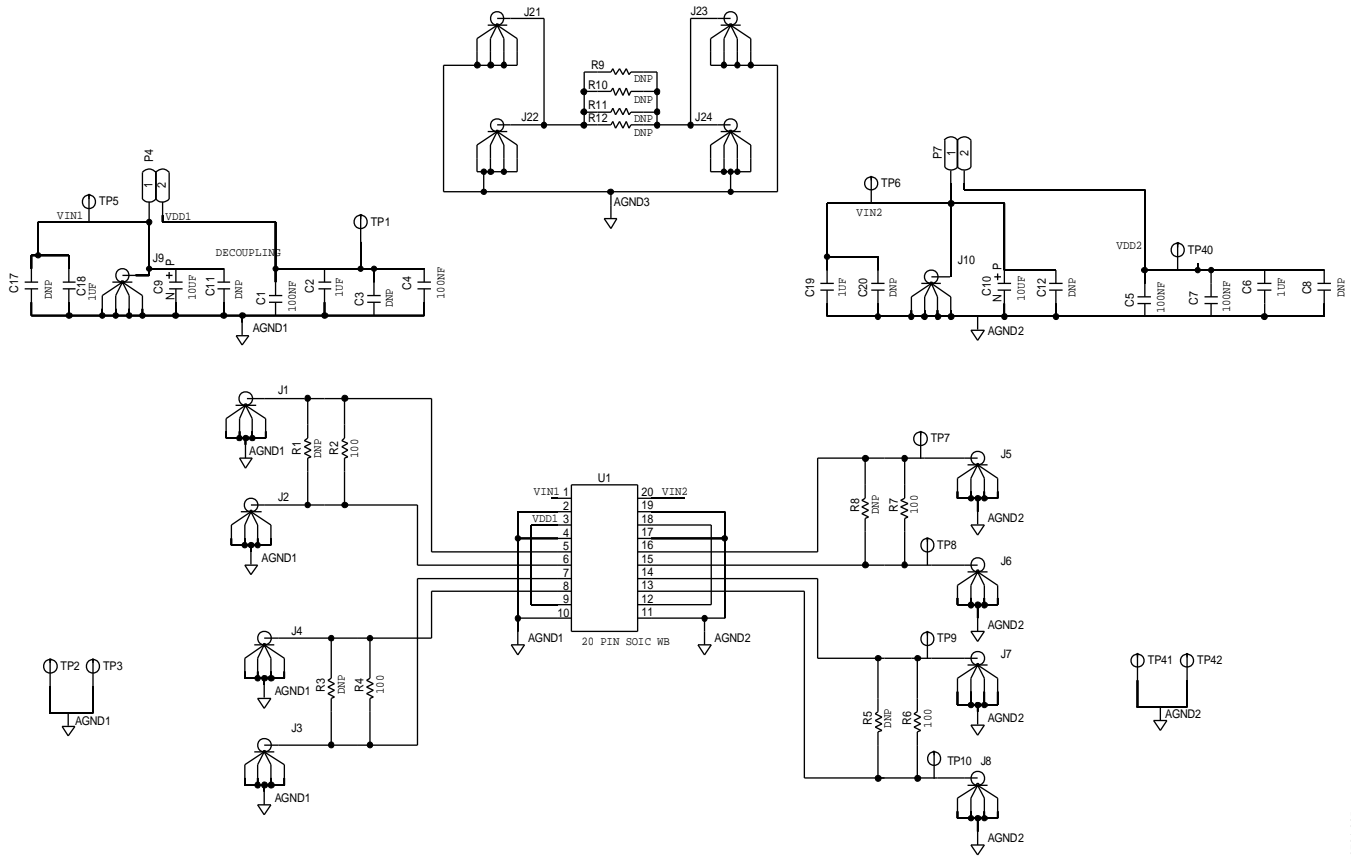 J21
J23
R9
DNP
R10
DNP
R11
DNP
J22
R12
DNP
J24
AGND3
P4
1
2
TP5
VIN1
VDD1
TP1
DECOUPLING
J9
C17
DNP
C18
1UF
C9
N + P
10UF
C11
DNP
C1
100NF
C2
1UF
C3
DNP
C4
100NF
AGND1
P7
1
2
TP6
VIN2
VDD2
TP40
J10
C19
1UF
C20
DNP
C10
N + P
10UF
C12
DNP
C5
100NF
C7
100NF
C6
1UF
C8
DNP
AGND2
J1
AGND1
R1
DNP
R2
100
J2
AGND1
J4
AGND1
R3
DNP
R4
100
J3
AGND1
TP2
TP3
AGND1
U1
VIN1 1
20 VIN2
2
19
VDD1 3
18
4
17
5
16
6
15
7
14
8
13
9
12
10
11
AGND1
AGND2
20 PIN SOIC WB
TP7
J5
R8
DNP
R7
100
AGND2
TP8
J6
AGND2
TP9
J7
R5
DNP
R6
100
AGND2
TP10
J8
AGND2
TP41
TP42
AGND2